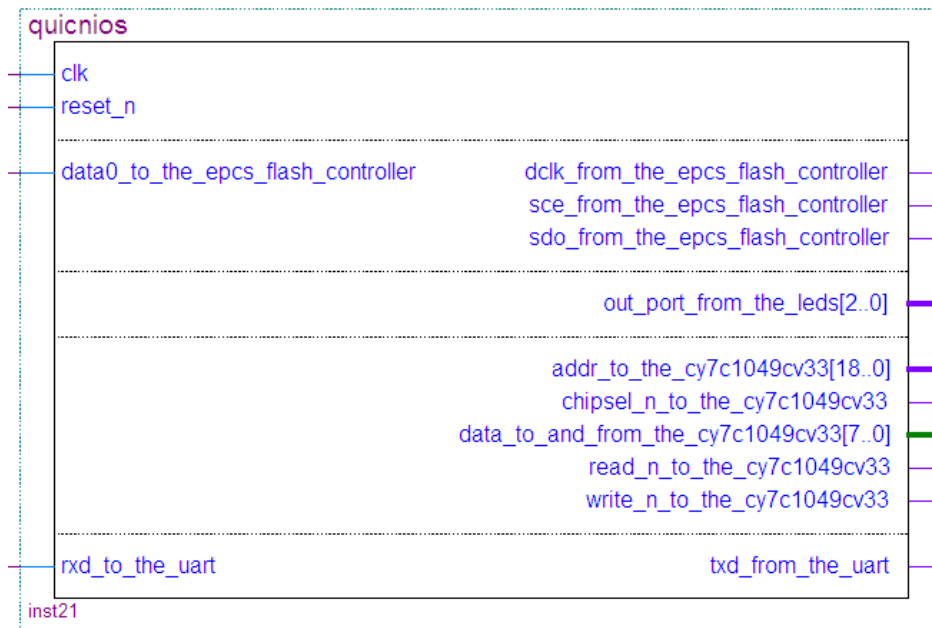 quicnios
clk
reset_n
data0_to_the_epcs_flash_controller dclk_from_the_epcs_flash_controller
sce_from_the_epcs_flash_controller
sdo_from_the_epcs_flash_controller
out_port_from_the_leds[2..0]
addr_to_the_cy7c1049cv33[18..0]
chipsel_n_to_the_cy7c1049cv33
data_to_and_from_the_cy7c1049cv33[7..0]
read_n_to_the_cy7c1049cv33
write_n_to_the_cy7c1049cv33
rxd_to_the_uart txd_from_the_uart
inst21